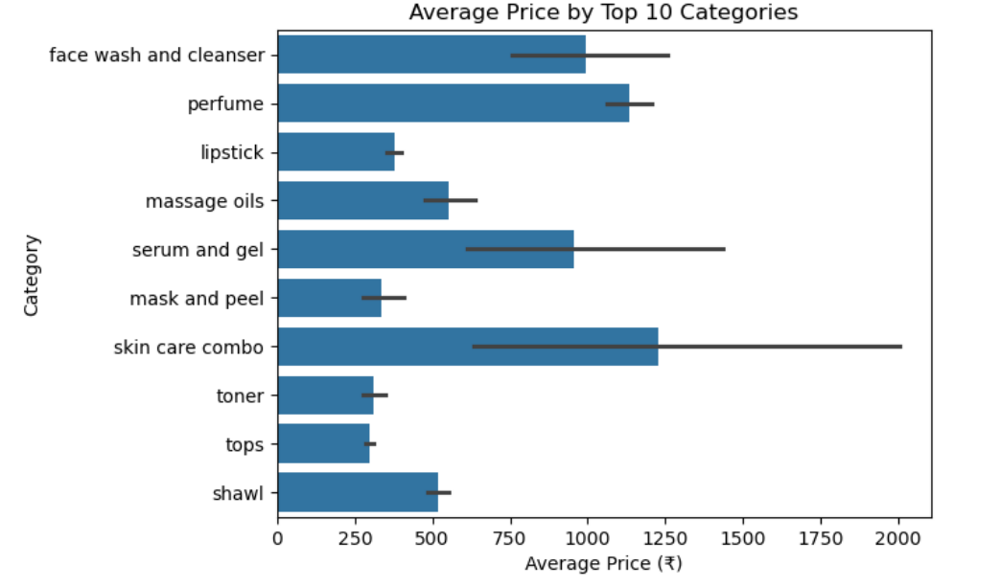 Average Price by Top 10 Categories
Category
face wash and cleanser
perfume
lipstick
massage oils
serum and gel
mask and peel
skin care combo
toner
tops
shawl
0 250 500 750 1000 1250 1500 1750 2000
Average Price (₹)